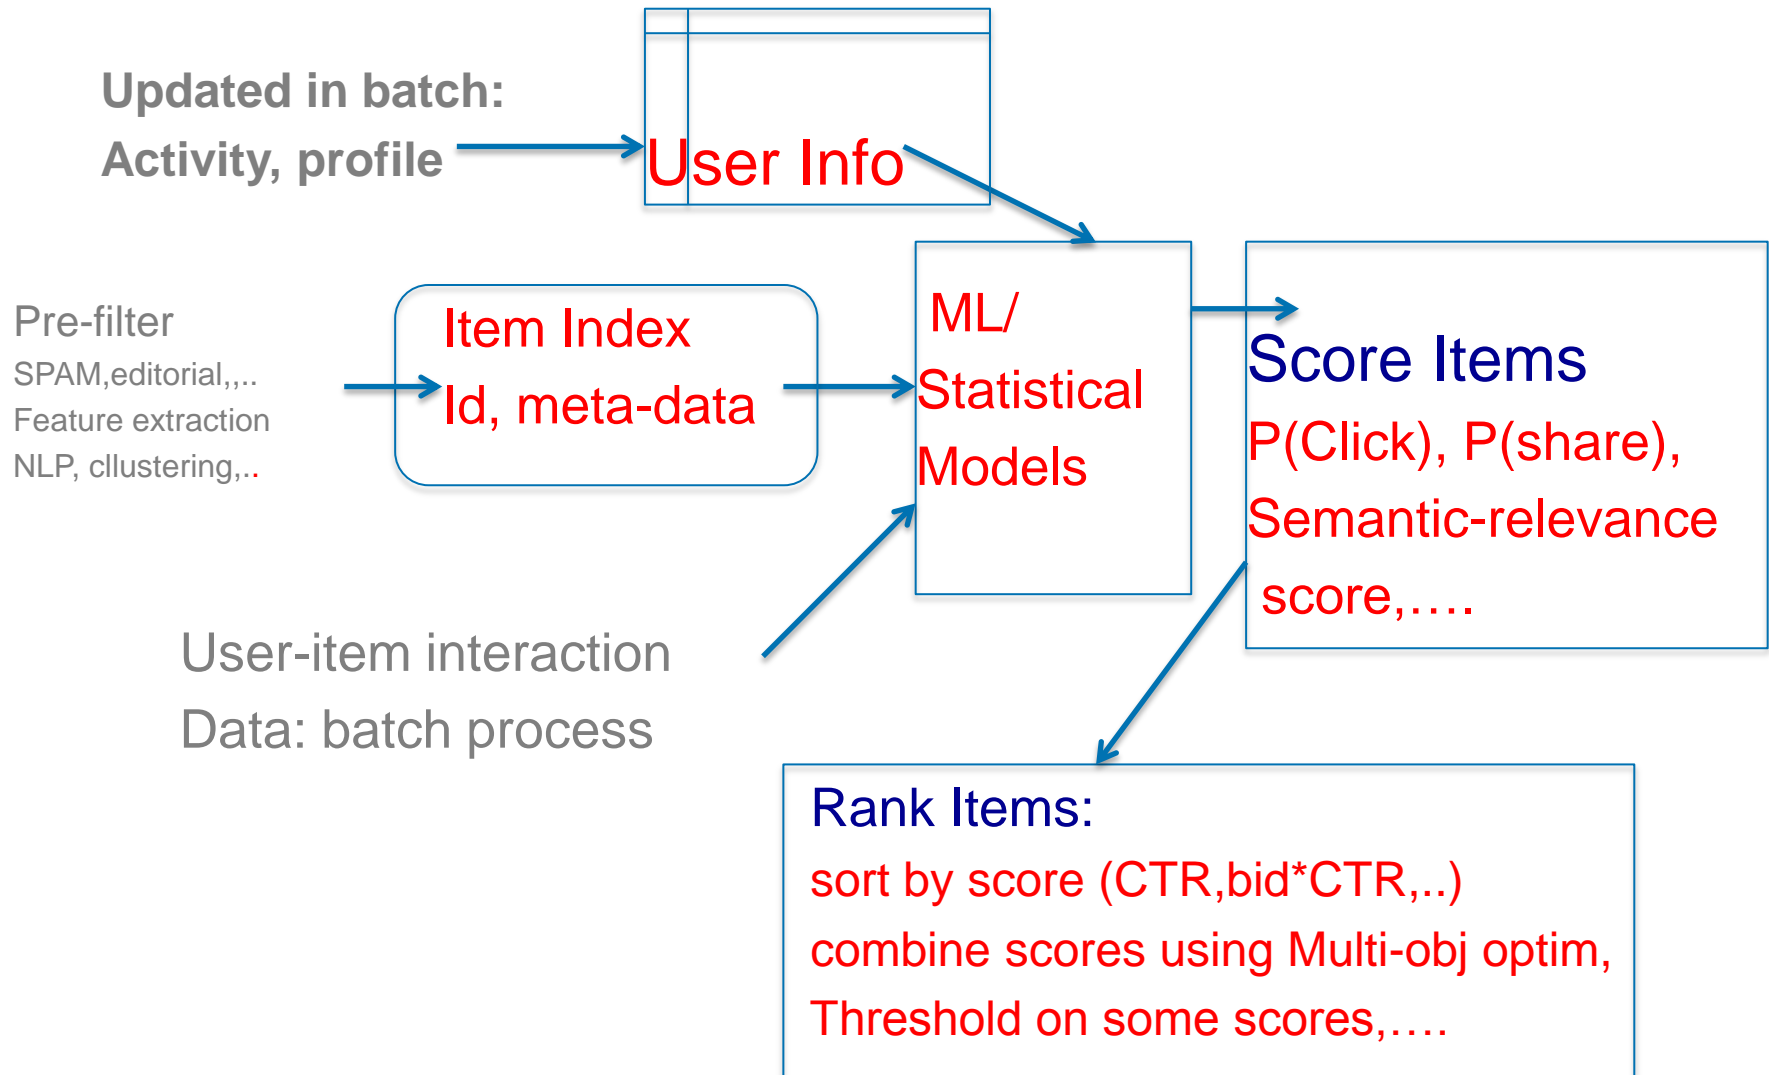 Updated in batch:
Activity, profile
User Info
Pre-filter
SPAM,editorial,,..
Feature extraction
NLP, cllustering,..
Item Index
Id, meta-data
ML/
Statistical
Models
Score Items
P(Click), P(share),
Semantic-relevance
score,....
User-item interaction
Data: batch process
Rank Items:
sort by score (CTR,bid*CTR,..)
combine scores using Multi-obj optim,
Threshold on some scores,....